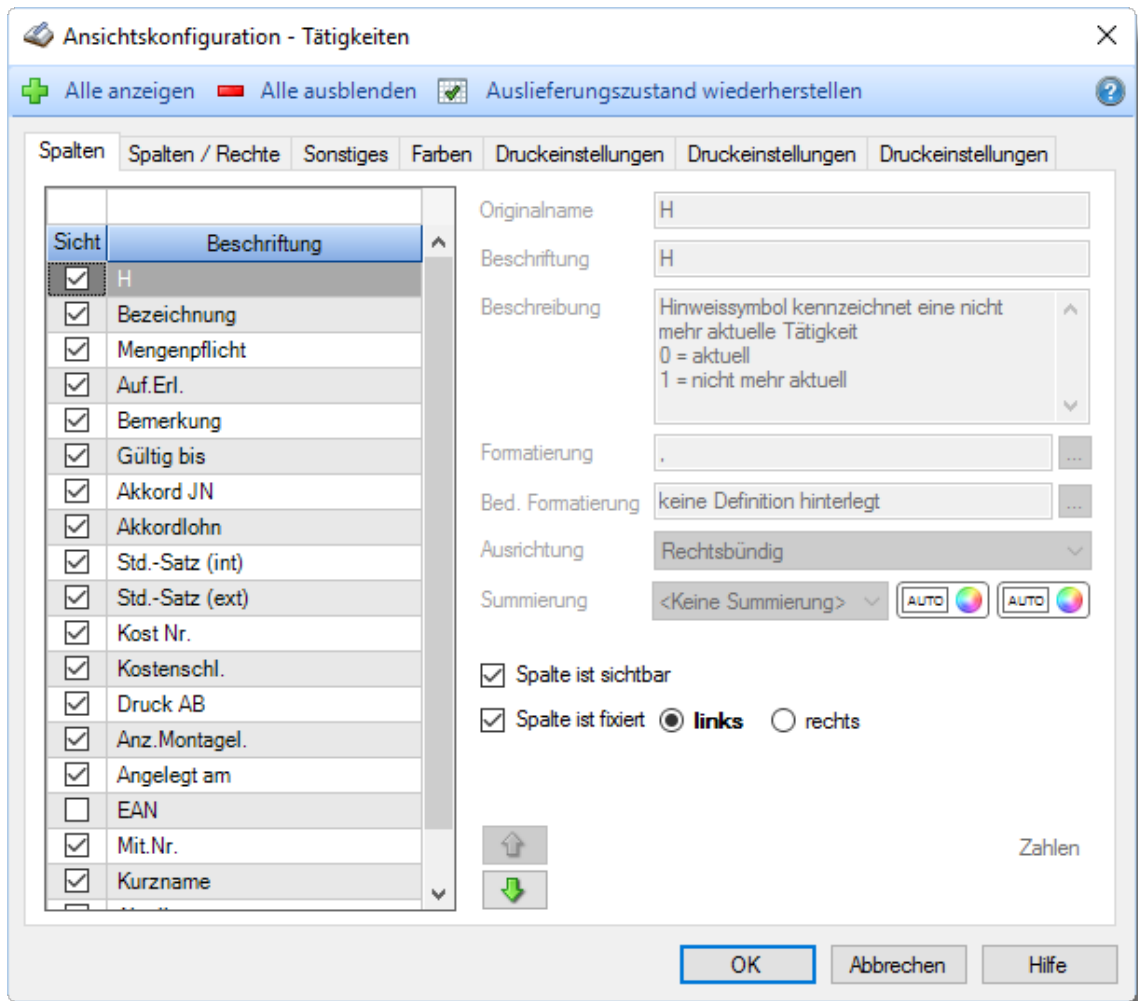 Ansichtskonfiguration - Tätigkeiten
Alle anzeigen Alle ausblenden Auslieferungszustand wiederherstellen
Spalten Spalten / Rechte Sonstiges Farben Druckeinstellungen Druckeinstellungen Druckeinstellungen
Sicht Beschriftung
H
Bezeichnung
Mengenpflicht
Auf.Erl.
Bemerkung
Gültig bis
Akkord JN
Akkordlohn
Std.-Satz (int)
Std.-Satz (ext)
Kost Nr.
Kostenschl.
Druck AB
Anz.Montagel.
Angelegt am
EAN
Mit.Nr.
Kurzname
Originalname H
Beschriftung H
Beschreibung Hinweissymbol kennzeichnet eine nicht
mehr aktuelle Tätigkeit
0 = aktuell
1 = nicht mehr aktuell
Formatierung , ...
Bed. Formatierung keine Definition hinterlegt ...
Ausrichtung Rechtsbündig
Summierung <Keine Summierung> AUTO AUTO
Spalte ist sichtbar
Spalte ist fixiert links rechts
Zahlen
OK Abbrechen Hilfe